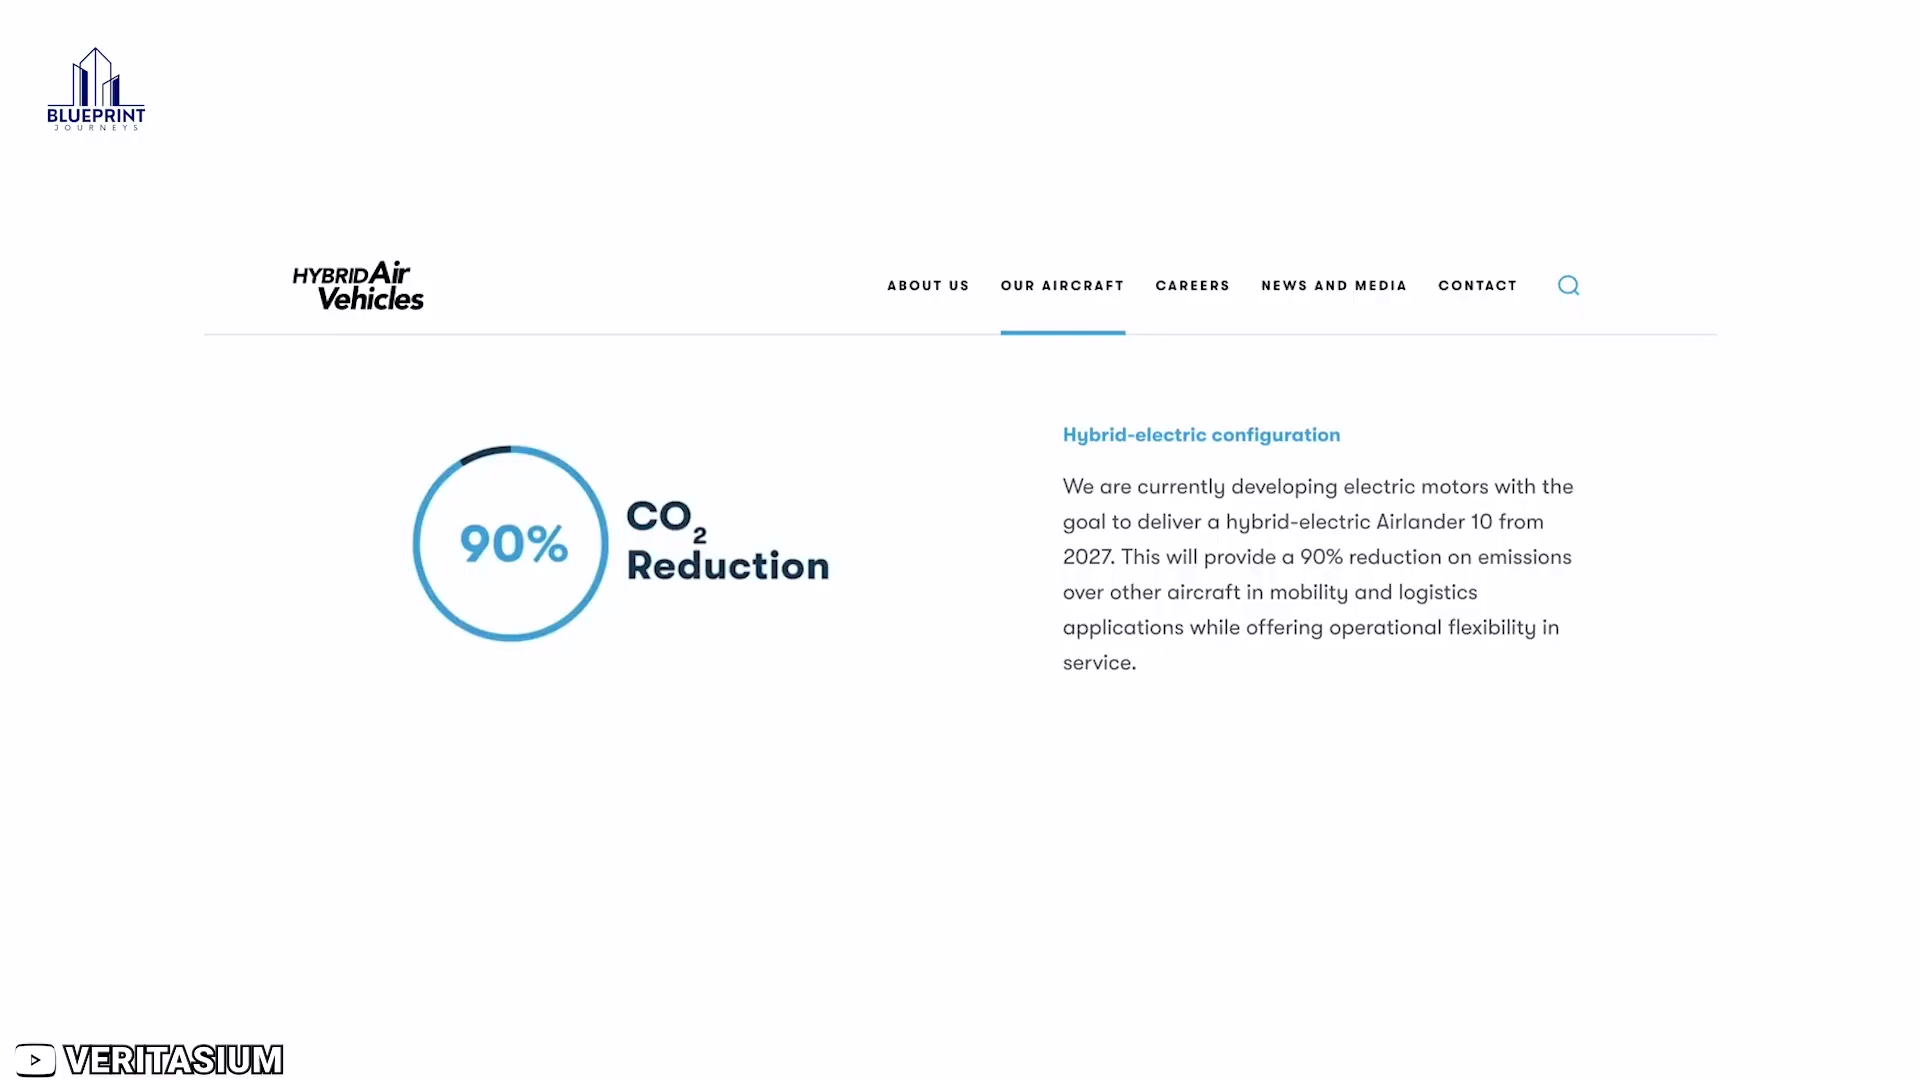 BLUEPRINT
JOURNEYS
HYBRID Air
Vehicles
ABOUT US OUR AIRCRAFT CAREERS NEWS AND MEDIA CONTACT
90%
CO2
Reduction
Hybrid-electric configuration
We are currently developing electric motors with the
goal to deliver a hybrid-electric Airlander 10 from
2027. This will provide a 90% reduction on emissions
over other aircraft in mobility and logistics
applications while offering operational flexibility in
service.
VERITASIUM